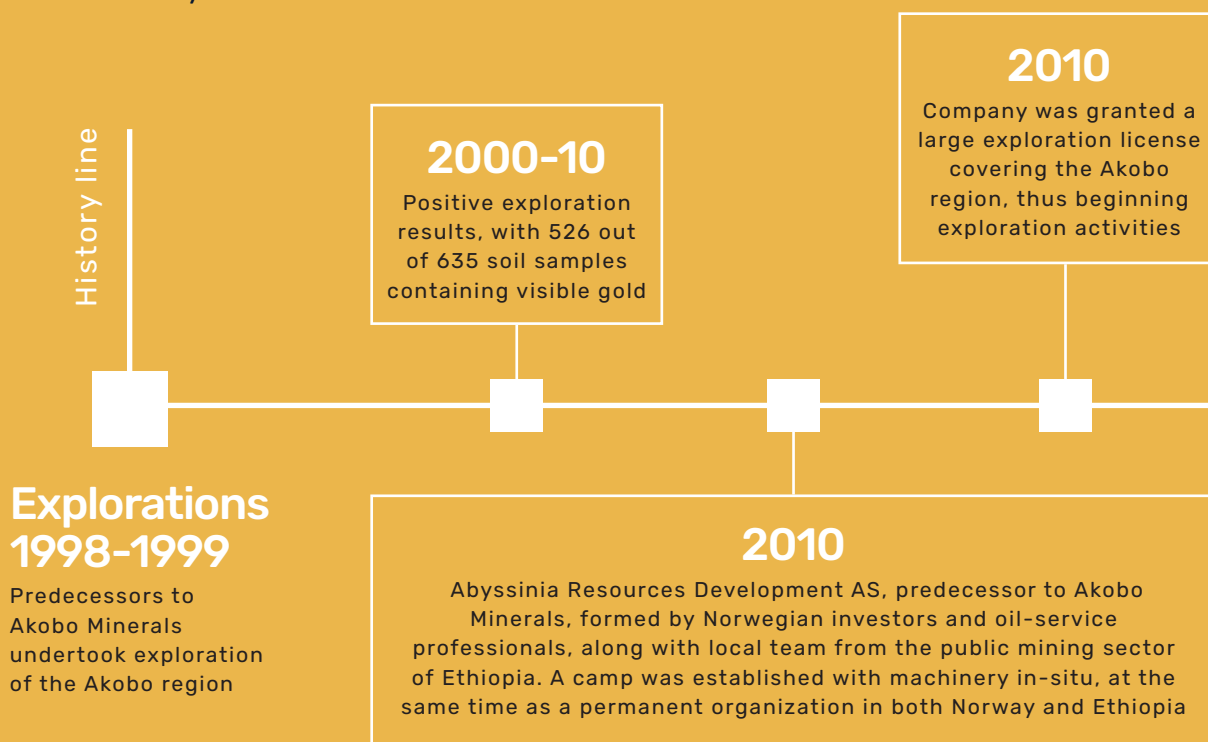 History line
Explorations
1998-1999
Predecessors to
Akobo Minerals
undertook exploration
of the Akobo region
2000-10
Positive exploration
results, with 526 out
of 635 soil samples
containing visible gold
2010
Abyssinia Resources Development AS, predecessor to Akobo
Minerals, formed by Norwegian investors and oil-service
professionals, along with local team from the public mining sector
of Ethiopia. A camp was established with machinery in-situ, at the
same time as a permanent organization in both Norway and Ethiopia
2010
Company was granted a
large exploration license
covering the Akobo
region, thus beginning
exploration activities